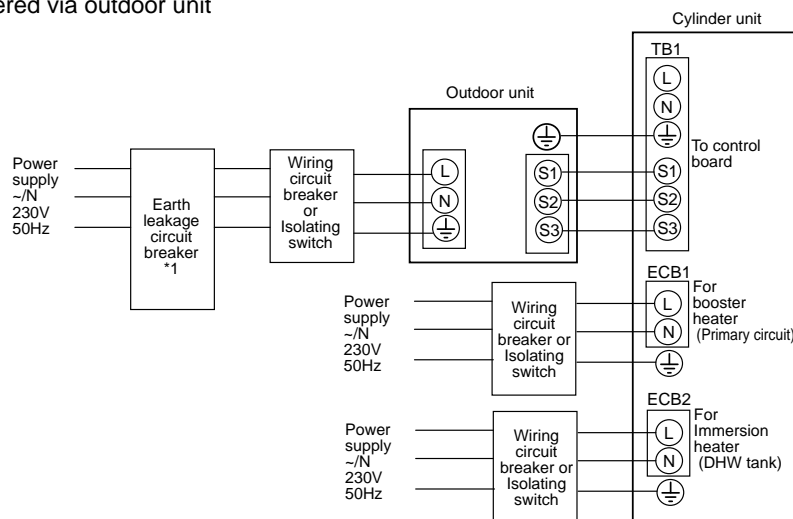 ered via outdoor unit
Cylinder unit
TB1
L
N
To control
board
S1
S2
S3
Outdoor unit
L
N
S1
S2
S3
Power
supply
~/N
230V
50Hz
Earth
leakage
circuit
breaker
*1
Wiring
circuit
breaker
or
Isolating
switch
ECB1
For
booster
heater
(Primary circuit)
L
N
Power
supply
~/N
230V
50Hz
Wiring
circuit
breaker or
Isolating
switch
ECB2
For
Immersion
heater
(DHW tank)
L
N
Power
supply
~/N
230V
50Hz
Wiring
circuit
breaker or
Isolating
switch